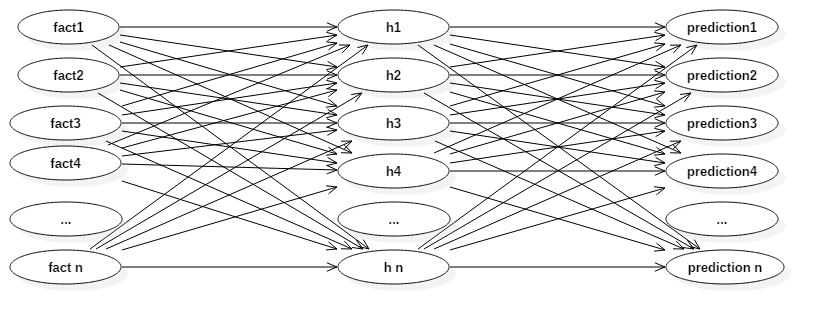 fact1 h1 prediction1
fact2 h2 prediction2
fact3 h3 prediction3
fact4 h4 prediction4
... ... ...
fact n h n prediction n